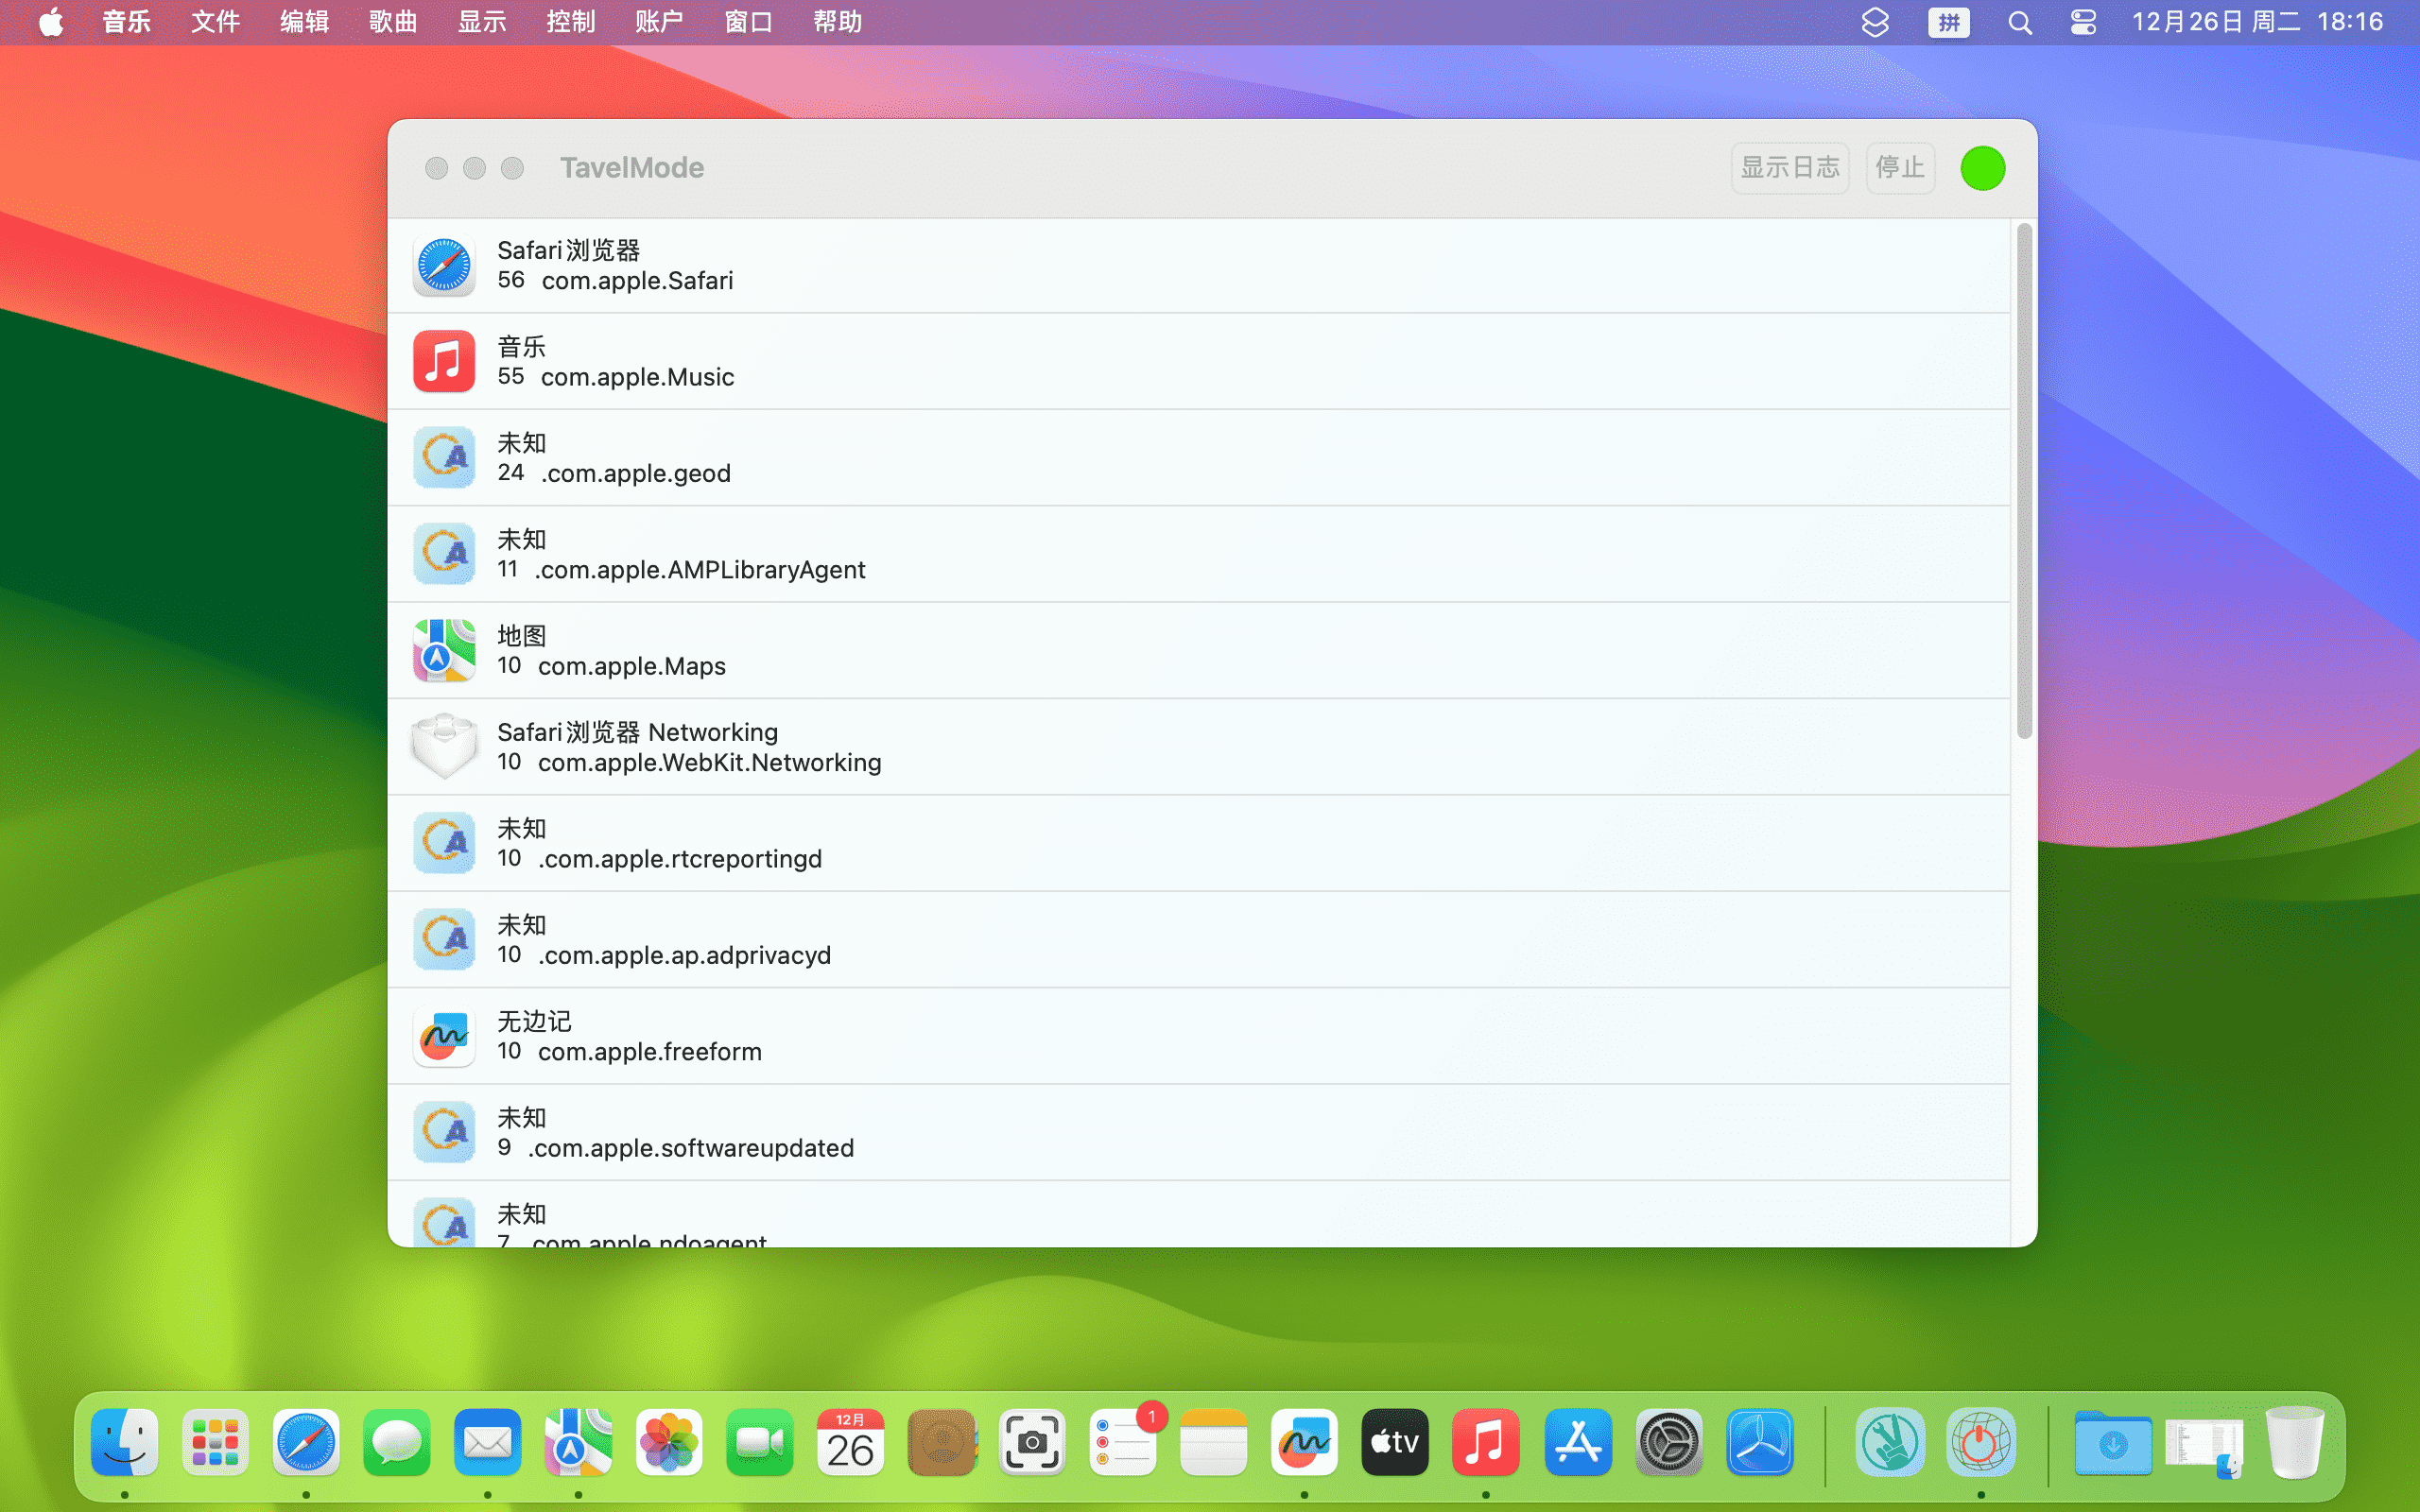 音乐 文件 编辑 歌曲 显示 控制 账户 窗口 帮助 拼 12月26日 周二 18:16
TavelMode 显示日志 停止
Safari浏览器
56 com.apple.Safari
音乐
55 com.apple.Music
未知
24 .com.apple.geod
未知
11 .com.apple.AMPLibraryAgent
地图
10 com.apple.Maps
Safari浏览器 Networking
10 com.apple.WebKit.Networking
未知
10 .com.apple.rtcreportingd
未知
10 .com.apple.ap.adprivacyd
无边记
10 com.apple.freeform
未知
9 .com.apple.softwareupdated
未知
7 .com.apple.ndoagent
12月
26
1
tv